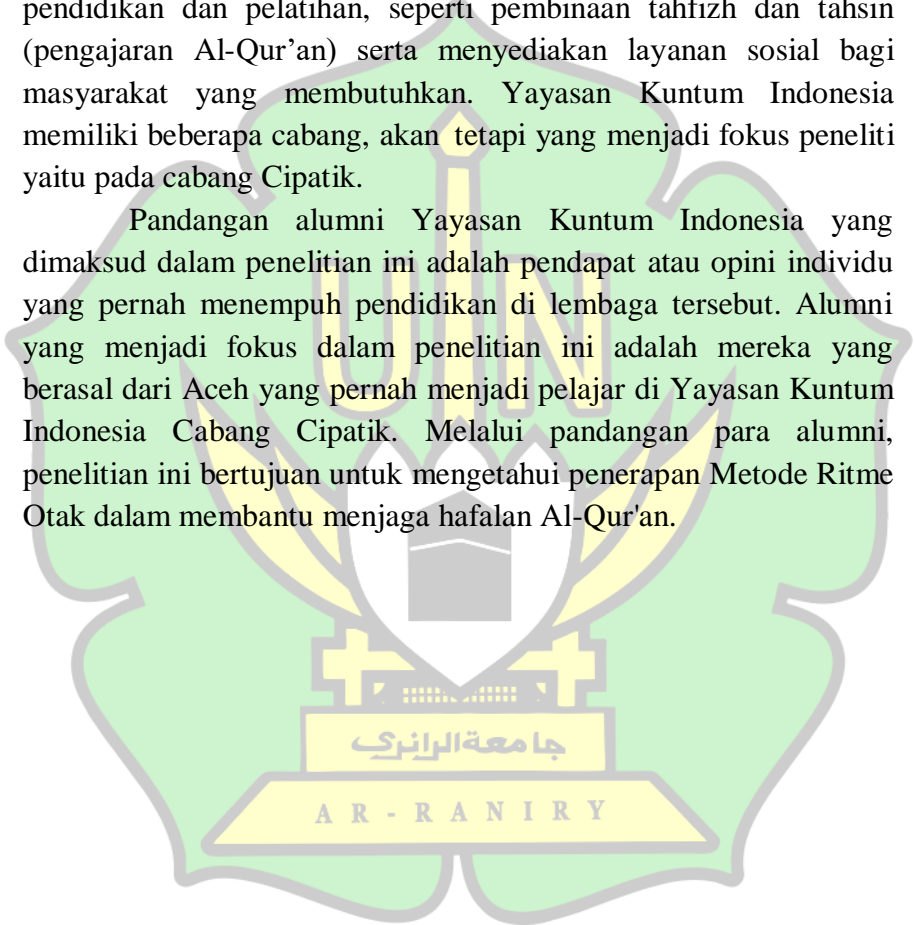 pendidikan dan pelatihan, seperti pembinaan tahfizh dan tahsin
(pengajaran Al-Qur’an) serta menyediakan layanan sosial bagi
masyarakat yang membutuhkan. Yayasan Kuntum Indonesia
memiliki beberapa cabang, akan tetapi yang menjadi fokus peneliti
yaitu pada cabang Cipatik.
Pandangan alumni Yayasan Kuntum Indonesia yang
dimaksud dalam penelitian ini adalah pendapat atau opini individu
yang pernah menempuh pendidikan di lembaga tersebut. Alumni
yang menjadi fokus dalam penelitian ini adalah mereka yang
berasal dari Aceh yang pernah menjadi pelajar di Yayasan Kuntum
Indonesia Cabang Cipatik. Melalui pandangan para alumni,
penelitian ini bertujuan untuk mengetahui penerapan Metode Ritme
Otak dalam membantu menjaga hafalan Al-Qur'an.
UIN
جامعةالرانري
AR-RANIRY